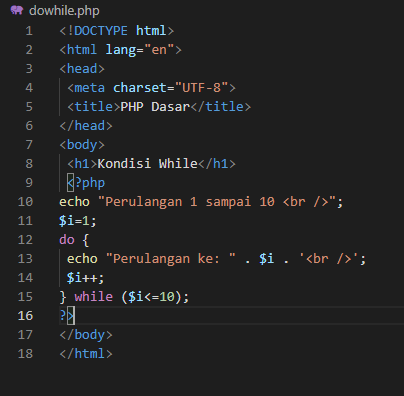 dowhile.php
1 <!DOCTYPE html>
2 <html lang="en">
3 <head>
4 <meta charset="UTF-8">
5 <title>PHP Dasar</title>
6 </head>
7 <body>
8 <h1>Kondisi While</h1>
9 <?php
10 echo "Perulangan 1 sampai 10 <br />";
11 $i=1;
12 do {
13 echo "Perulangan ke: " . $i . '<br />';
14 $i++;
15 } while ($i<=10);
16 ?>
17 </body>
18 </html>